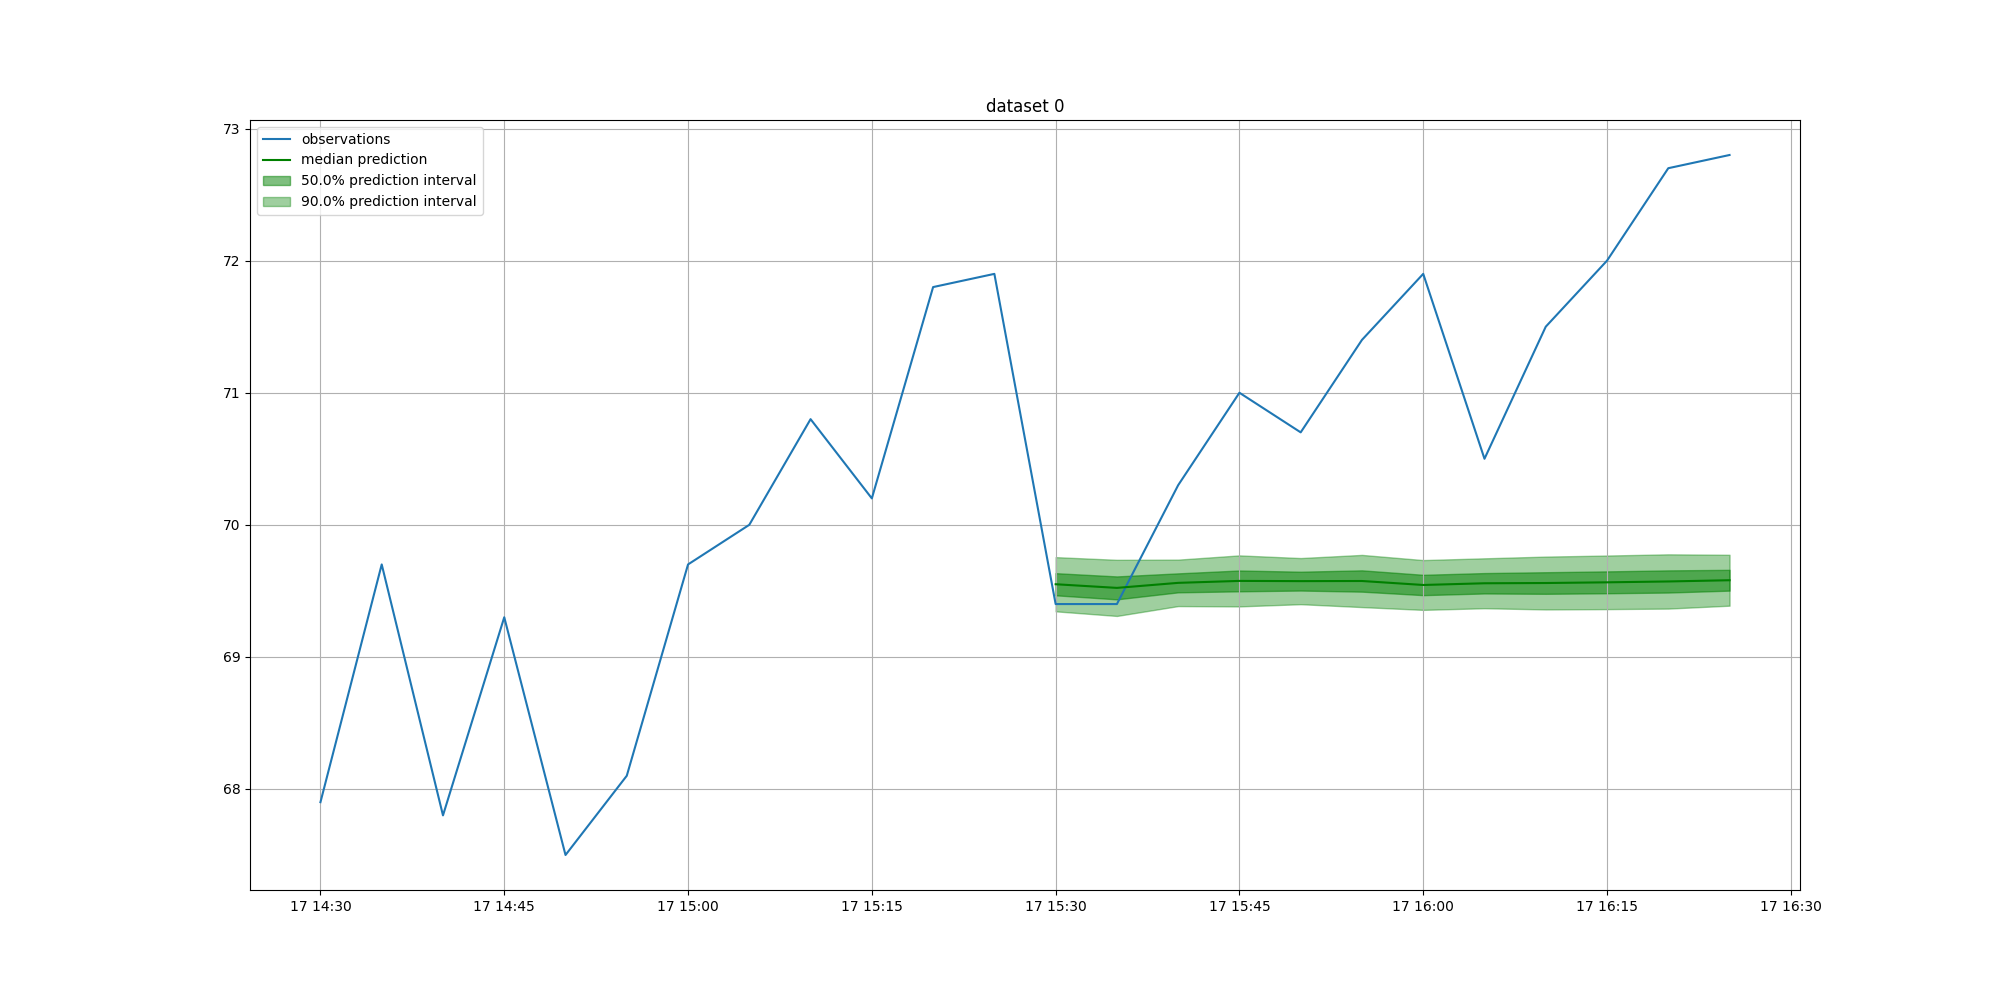 dataset 0
observations
median prediction
50.0% prediction interval
90.0% prediction interval
73
72
71
70
69
68
17 14:30 17 14:45 17 15:00 17 15:15 17 15:30 17 15:45 17 16:00 17 16:15 17 16:30